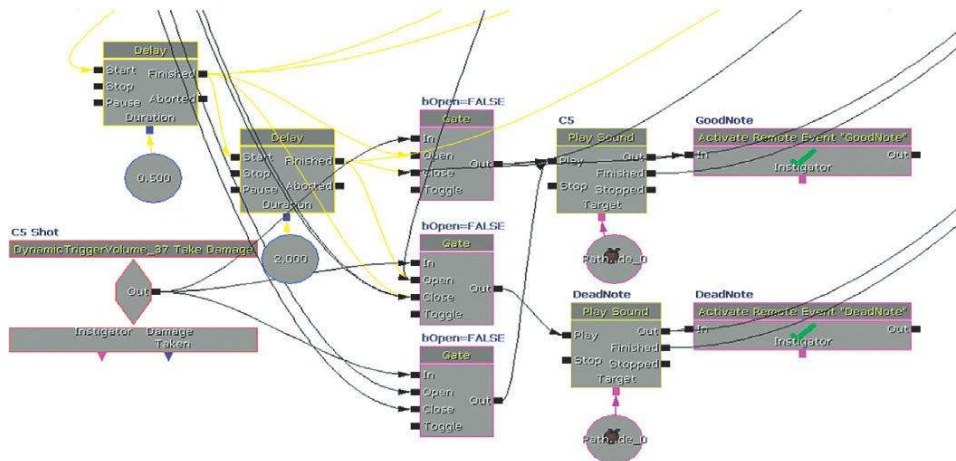 Delay
Start Finished
Stop
Pause Aborted
Duration
0.500
Delay
Start Finished
Stop
Pause Aborted
Duration
2.000
C5 Shot
DynamicTriggerVolume_37 Take Damage
Out
Instigator Damage
Taken
bOpen=FALSE
Gate
In
Open
Close
Toggle
Out
bOpen=FALSE
Gate
In
Open
Close
Toggle
Out
bOpen=FALSE
Gate
In
Open
Close
Toggle
Out
C5
Play Sound
Play Out
Finished
Stop Stopped
Target
GoodNote
Activate Remote Event "GoodNote"
In Out
Instigator
DeadNote
Play Sound
Play Out
Finished
Stop Stopped
Target
DeadNote
Activate Remote Event "DeadNote"
In Out
Instigator